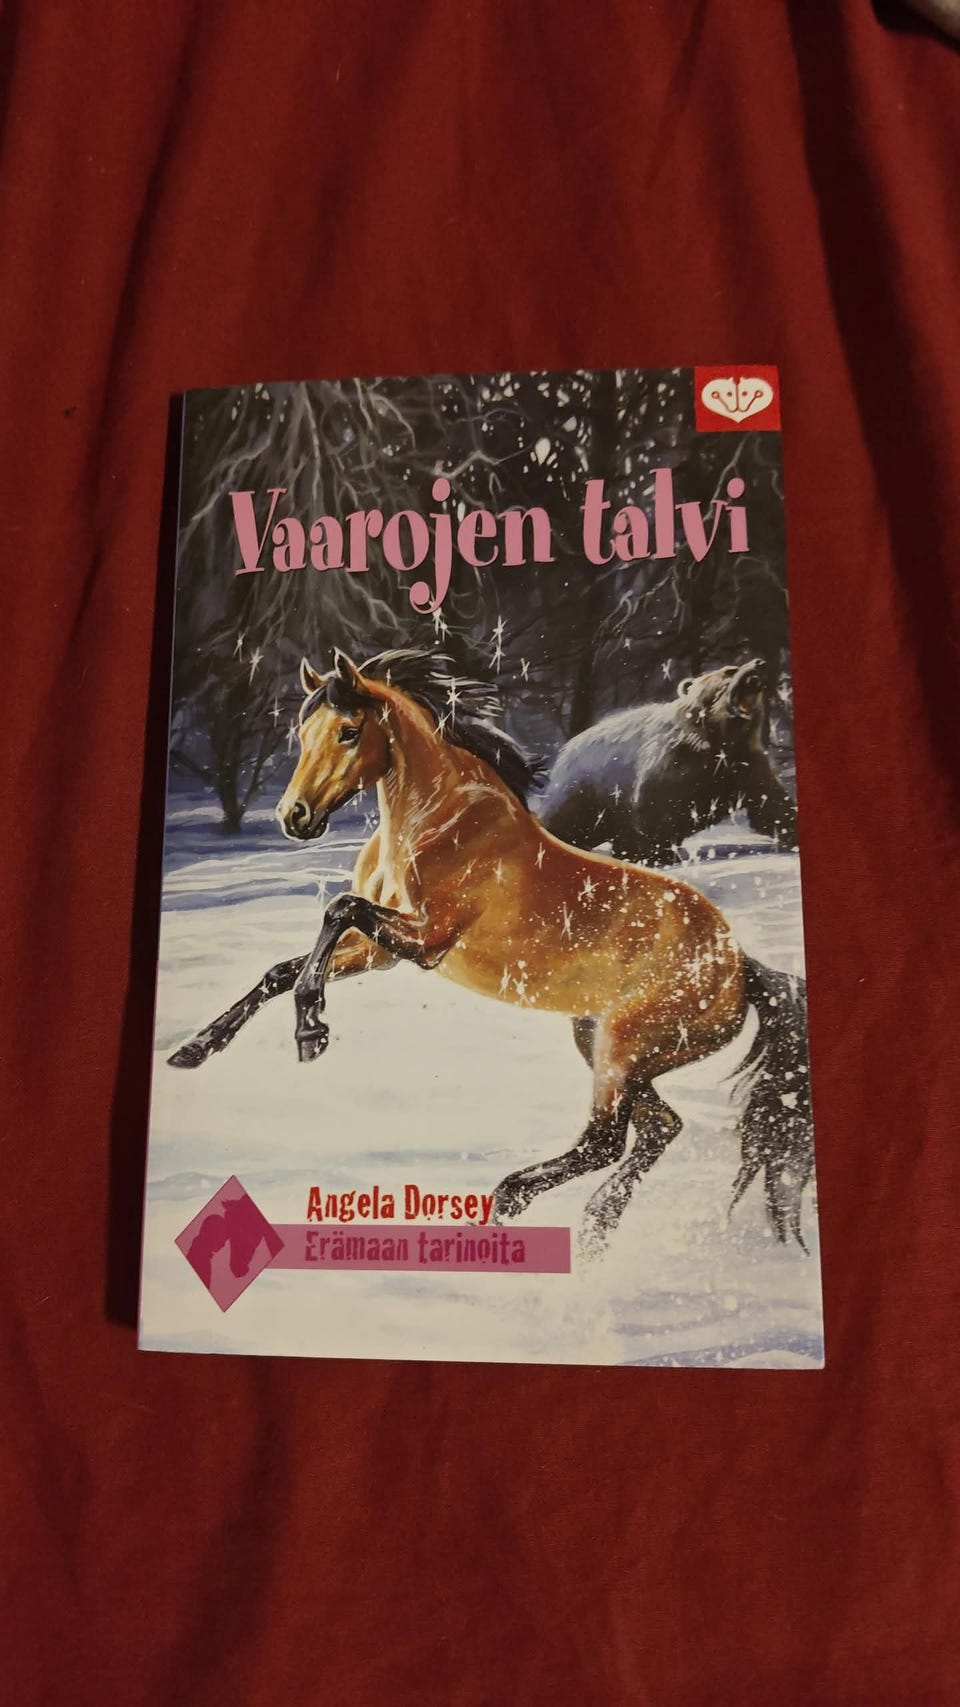 Vaarojen talvi
Angela Dorsey
Erämaan tarinoita